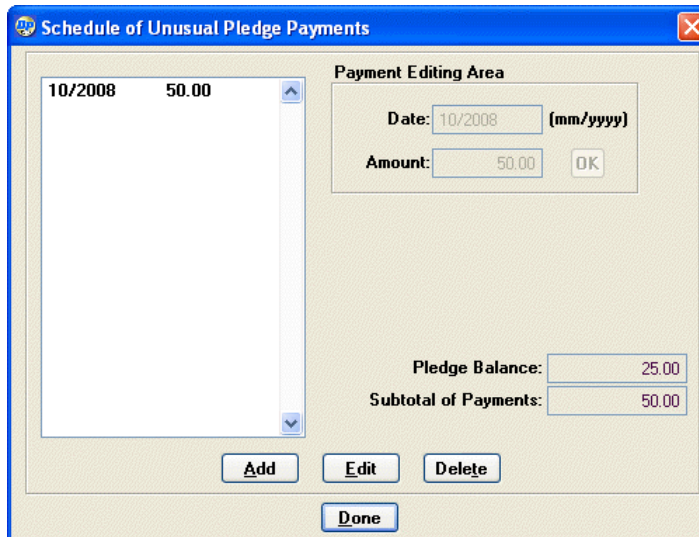 Schedule of Unusual Pledge Payments
10/2008 50.00
Payment Editing Area
Date: 10/2008 (mm/yyyy)
Amount: 50.00 OK
Pledge Balance: 25.00
Subtotal of Payments: 50.00
Add Edit Delete
Done